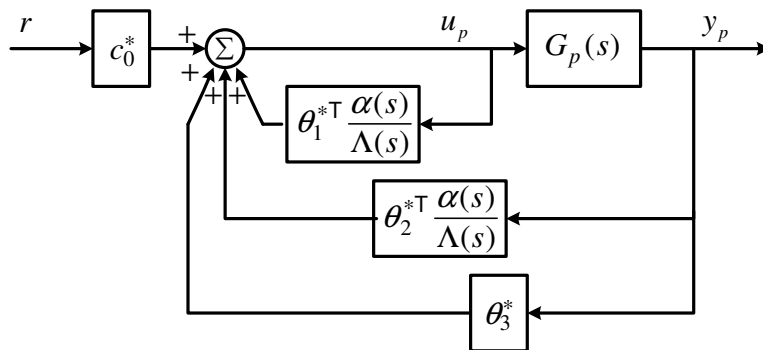 r
c₀*
+
+
+
+
Σ
u_p
G_p(s)
y_p
θ₁*ᵀ α(s)/Λ(s)
θ₂*ᵀ α(s)/Λ(s)
θ₃*